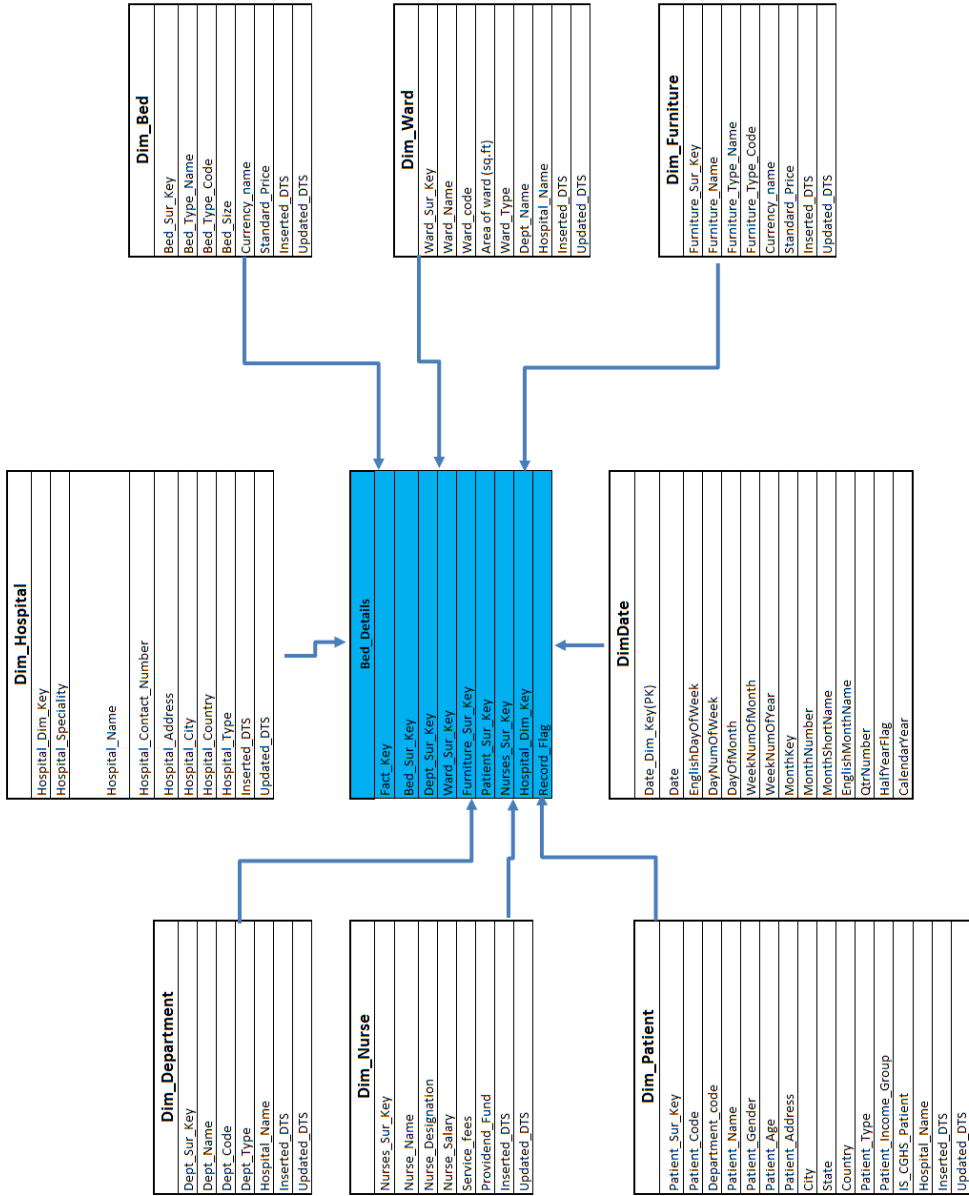 Dim_Department
Dept_Sur_Key
Dept_Name
Dept_Code
Dept_Type
Hospital_Name
Inserted_DTS
Updated_DTS
Dim_Nurse
Nurses_Sur_Key
Nurse_Name
Nurse_Designation
Nurse_Salary
Service_fees
Providend_Fund
Inserted_DTS
Updated_DTS
Dim_Patient
Patient_Sur_Key
Patient_Code
Department_code
Patient_Name
Patient_Gender
Patient_Age
Patient_Address
City
State
Country
Patient_Type
Patient_Income_Group
IS_CGHS_Patient
Hospital_Name
Inserted_DTS
Updated_DTS
Dim_Hospital
Hospital_Dim_Key
Hospital_Speciality
Hospital_Name
Hospital_Contact_Number
Hospital_Address
Hospital_City
Hospital_Country
Hospital_Type
Inserted_DTS
Updated_DTS
Bed_Details
Fact_Key
Bed_Sur_Key
Dept_Sur_Key
Ward_Sur_Key
Furniture_Sur_Key
Patient_Sur_Key
Nurses_Sur_Key
Hospital_Dim_Key
Record_Flag
DimDate
Date_Dim_Key(PK)
Date
EnglishDayOfWeek
DayNumOfWeek
DayOfMonth
WeekNumOfMonth
WeekNumOfYear
MonthKey
MonthNumber
MonthShortName
EnglishMonthName
QtrNumber
HalfYearFlag
CalendarYear
Dim_Bed
Bed_Sur_Key
Bed_Type_Name
Bed_Type_Code
Bed_Size
Currency_name
Standard_Price
Inserted_DTS
Updated_DTS
Dim_Ward
Ward_Sur_Key
Ward_Name
Ward_code
Area of ward (sq.ft)
Ward_Type
Dept_Name
Hospital_Name
Inserted_DTS
Updated_DTS
Dim_Furniture
Furniture_Sur_Key
Furniture_Name
Furniture_Type_Name
Furniture_Type_Code
Currency_name
Standard_Price
Inserted_DTS
Updated_DTS